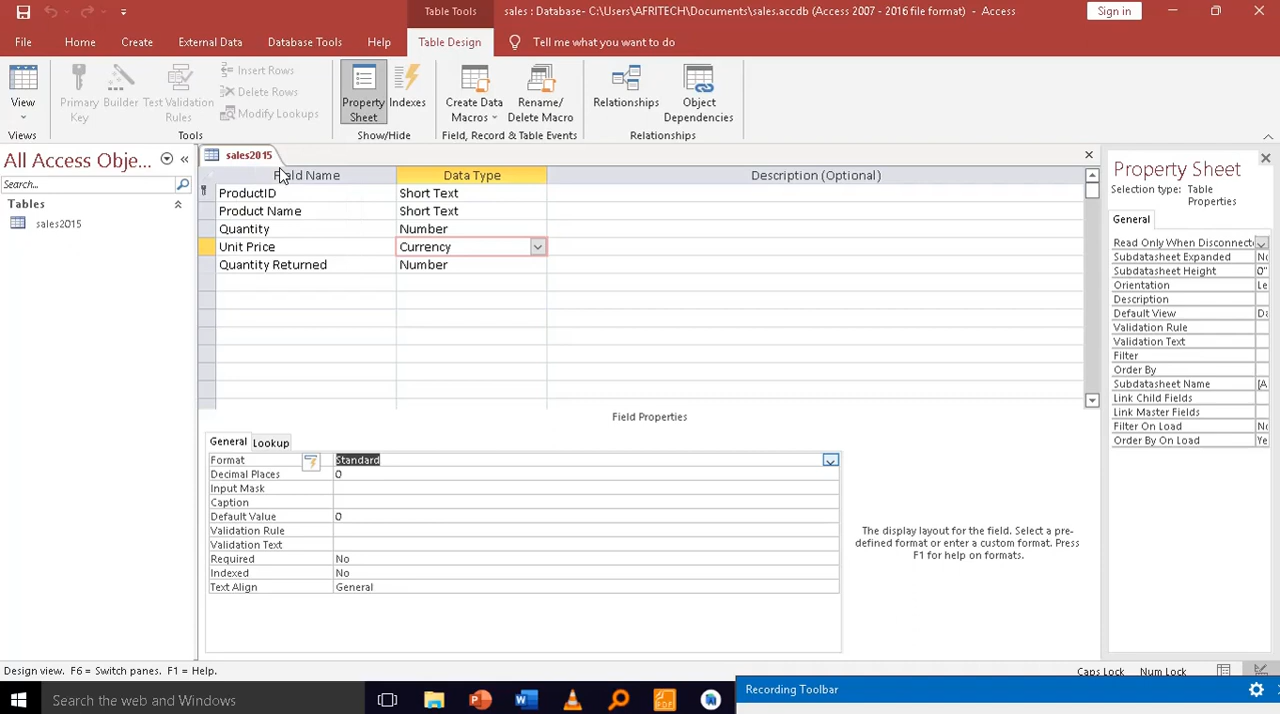 Table Tools
sales : Database- C:\Users\AFRITECH\Documents\sales.accdb (Access 2007 - 2016 file format) - Access
Sign in
File
Home
Create
External Data
Database Tools
Help
Table Design
Tell me what you want to do
View
Primary Key
Builder
Test Validation Rules
Insert Rows
Delete Rows
Modify Lookups
Property Sheet
Indexes
Create Data Macros
Rename/ Delete Macro
Relationships
Object Dependencies
Views
Tools
Show/Hide
Field, Record & Table Events
Relationships
All Access Obje...
Search...
Tables
sales2015
sales2015
Field Name
Data Type
Description (Optional)
ProductID
Short Text
Product Name
Short Text
Quantity
Number
Unit Price
Currency
Quantity Returned
Number
Field Properties
General
Lookup
Format
Standard
Decimal Places
0
Input Mask
Caption
Default Value
0
Validation Rule
Validation Text
Required
No
Indexed
No
Text Align
General
The display layout for the field. Select a pre-
defined format or enter a custom format. Press
F1 for help on formats.
Property Sheet
Selection type: Table
Properties
General
Read Only When Disconnect
Subdatasheet Expanded
No
Subdatasheet Height
0"
Orientation
Le
Description
Default View
Da
Validation Rule
Validation Text
Filter
Order By
Subdatasheet Name
[A
Link Child Fields
Link Master Fields
Filter On Load
No
Order By On Load
Ye
Design view. F6 = Switch panes. F1 = Help.
Caps Lock
Num Lock
Search the web and Windows
Recording Toolbar